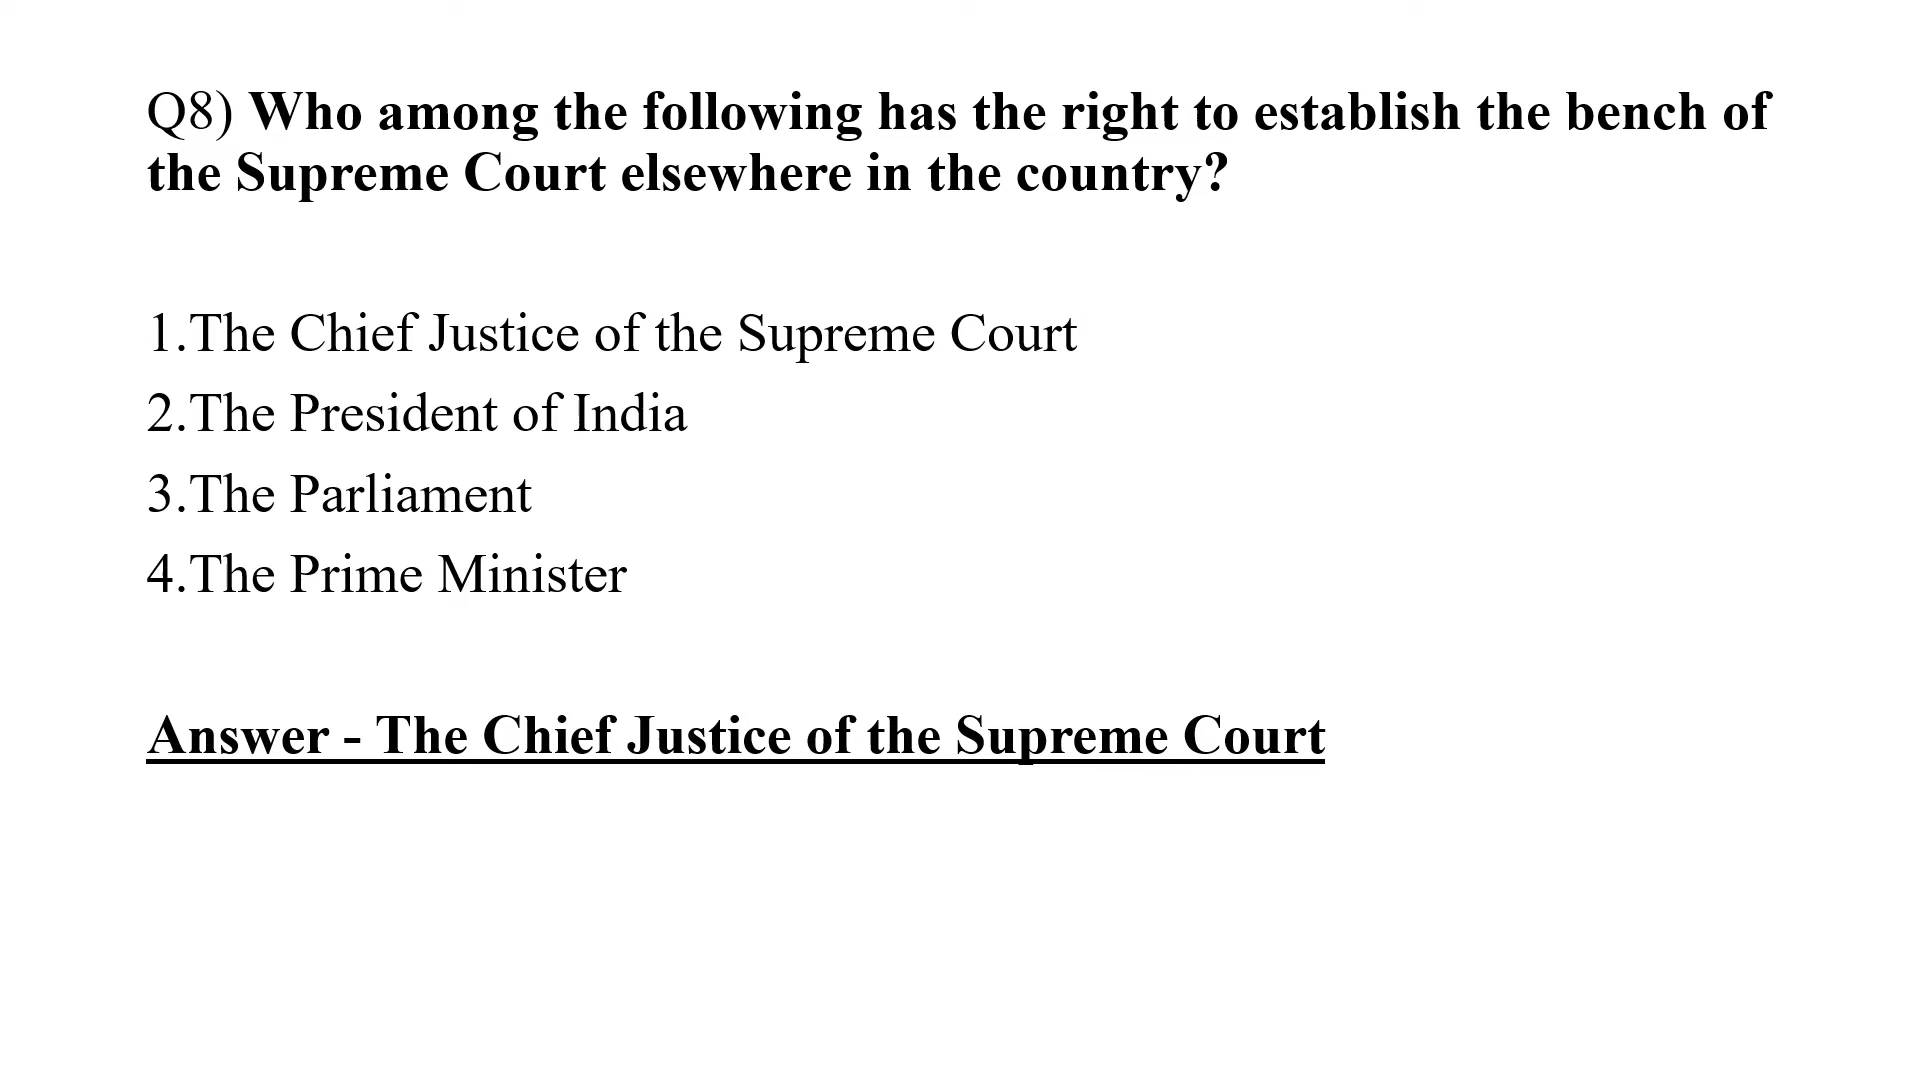 Q8) Who among the following has the right to establish the bench of
the Supreme Court elsewhere in the country?
1.The Chief Justice of the Supreme Court
2.The President of India
3.The Parliament
4.The Prime Minister
Answer - The Chief Justice of the Supreme Court